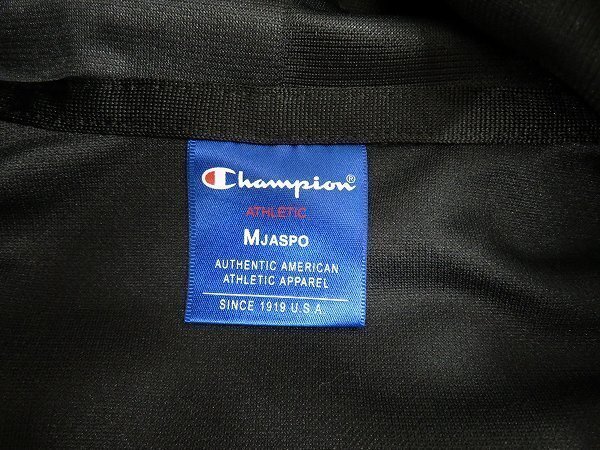 Champion®
ATHLETIC
MJASPO
AUTHENTIC AMERICAN
ATHLETIC APPAREL
SINCE 1919 U.S.A.